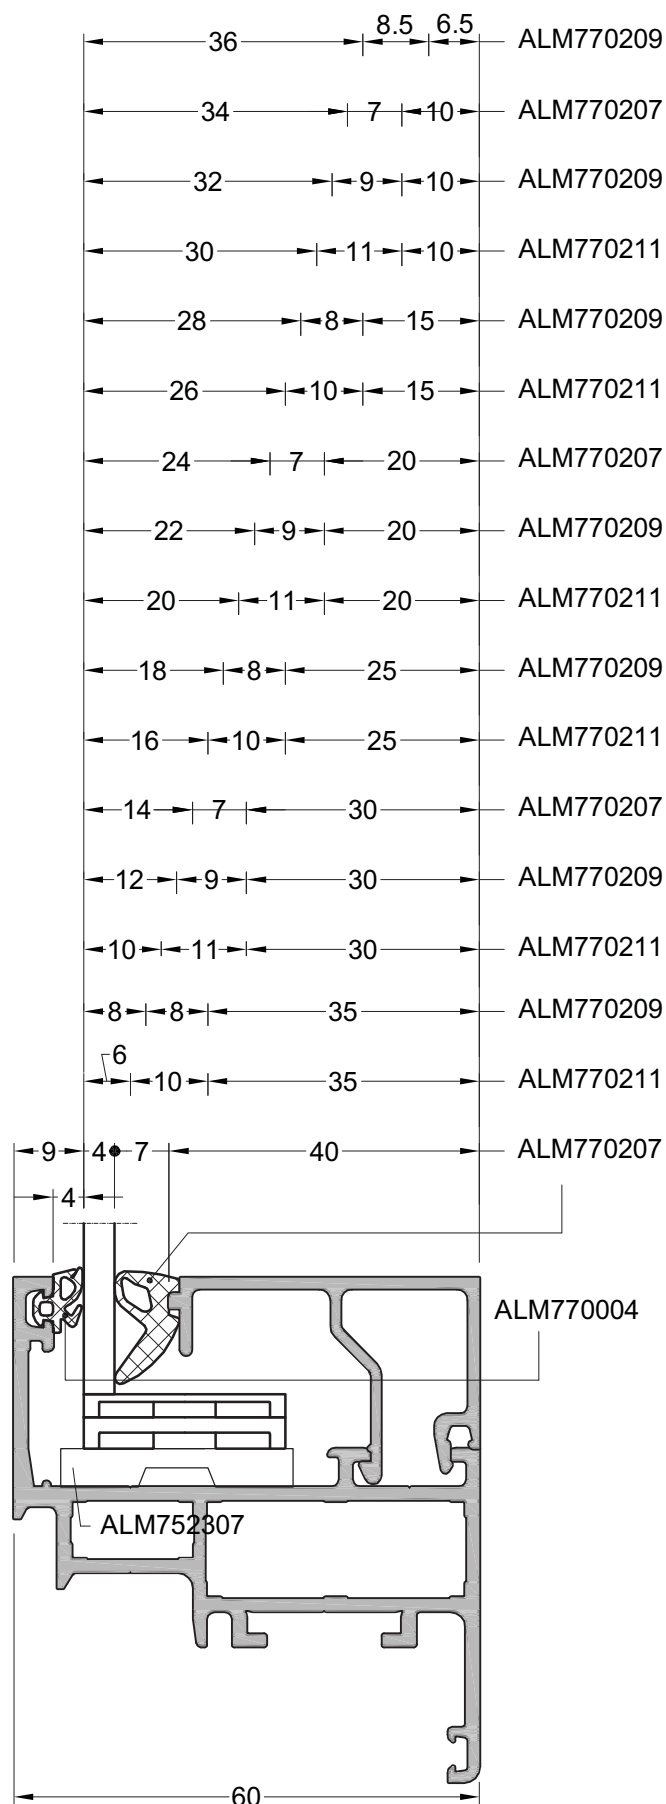 36 8.5 6.5 ALM770209
34 7 10 ALM770207
32 9 10 ALM770209
30 11 10 ALM770211
28 8 15 ALM770209
26 10 15 ALM770211
24 7 20 ALM770207
22 9 20 ALM770209
20 11 20 ALM770211
18 8 25 ALM770209
16 10 25 ALM770211
14 7 30 ALM770207
12 9 30 ALM770209
10 11 30 ALM770211
8 8 35 ALM770209
6 10 35 ALM770211
9 4 7 40 ALM770207
4
ALM770004
ALM752307
60